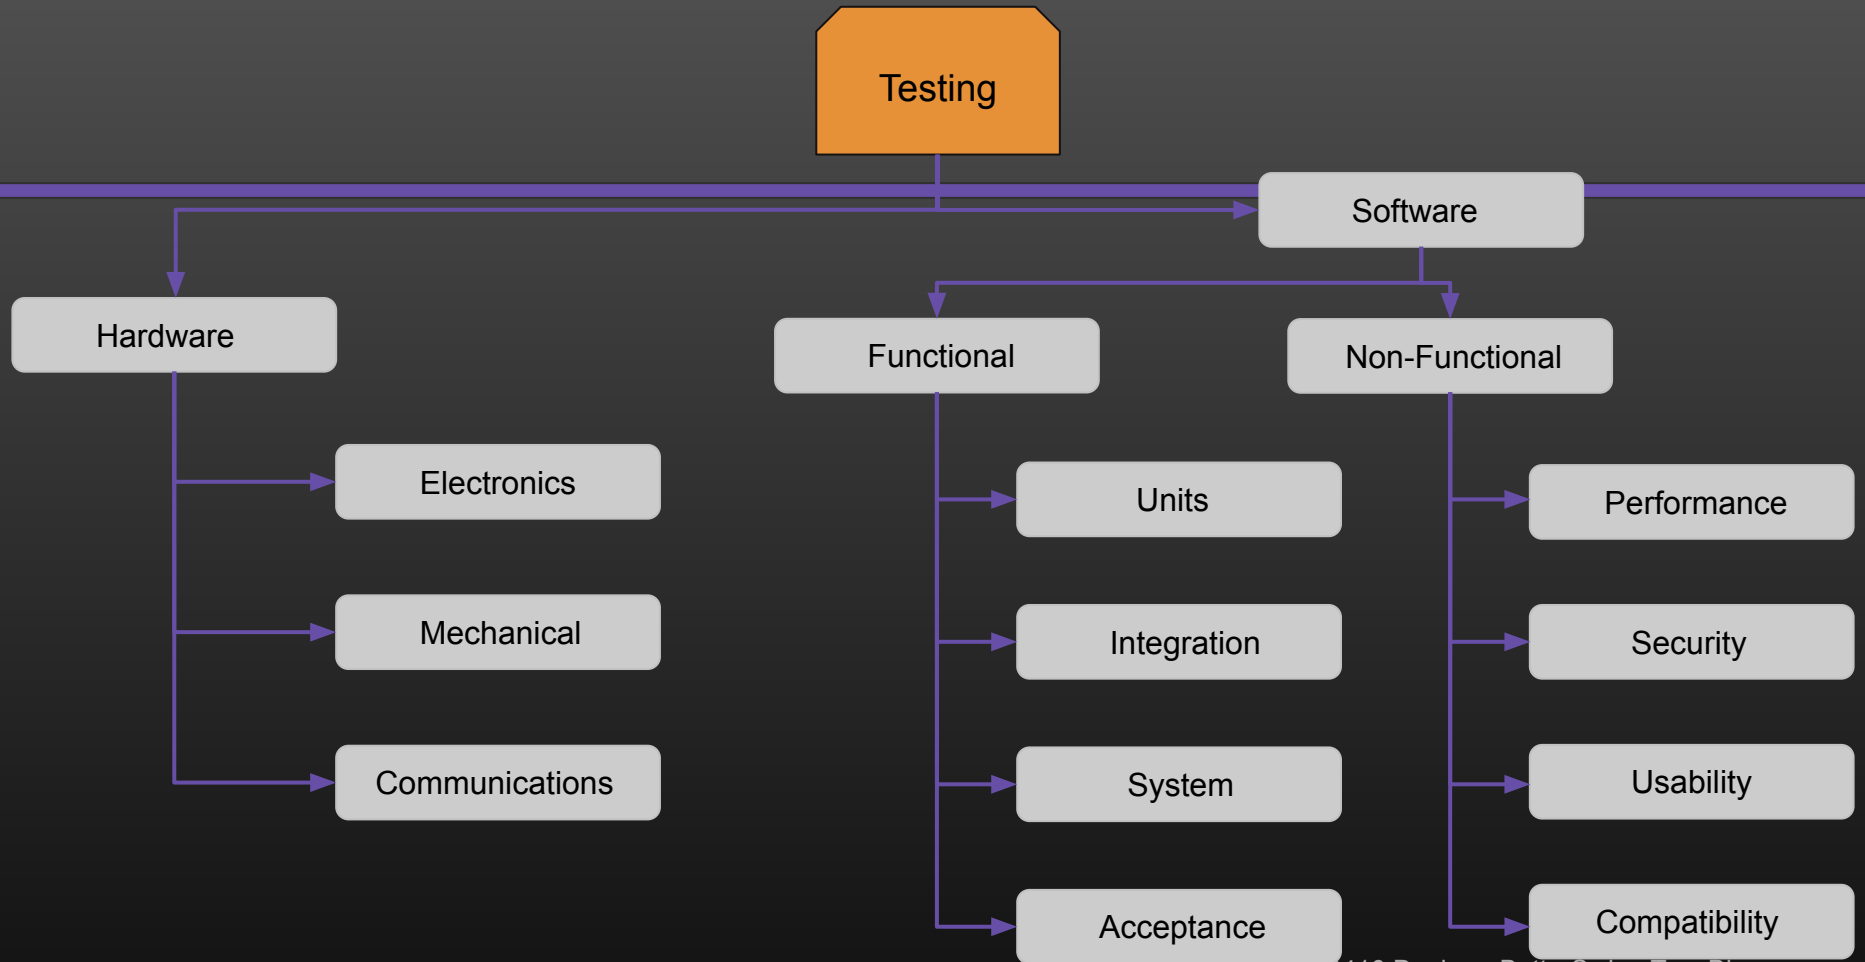 Testing
Software
Hardware
Functional
Non-Functional
Electronics
Units
Performance
Mechanical
Integration
Security
Communications
System
Usability
Acceptance
Compatibility